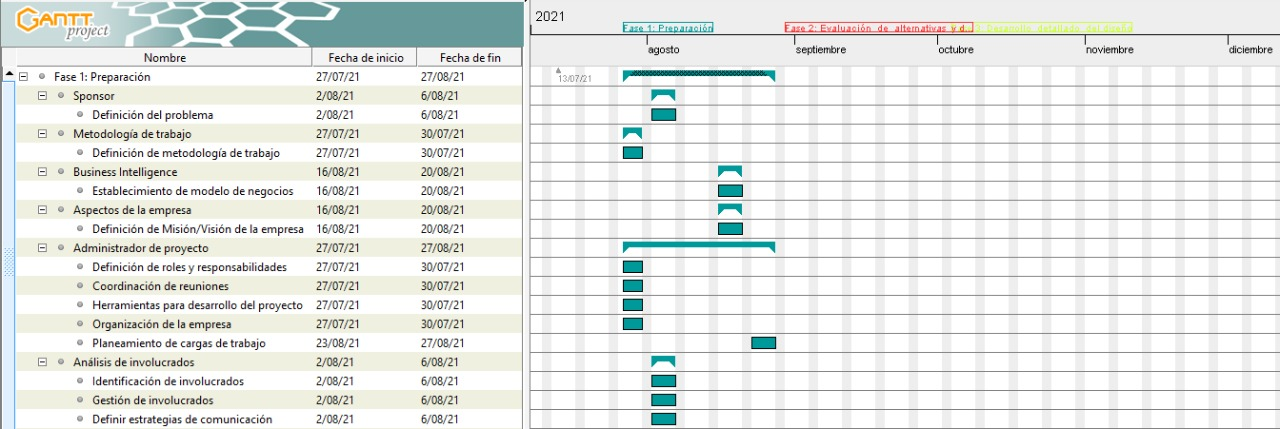 GANTT
project
2021
Fase 1: Preparación Fase 2: Evaluación de alternativas y d... Desarrollo detallado del diseño
agosto septiembre octubre noviembre diciembre
Nombre Fecha de inicio Fecha de fin
Fase 1: Preparación 27/07/21 27/08/21 13/07/21
Sponsor 2/08/21 6/08/21
Definición del problema 2/08/21 6/08/21
Metodología de trabajo 27/07/21 30/07/21
Definición de metodología de trabajo 27/07/21 30/07/21
Business Intelligence 16/08/21 20/08/21
Establecimiento de modelo de negocios 16/08/21 20/08/21
Aspectos de la empresa 16/08/21 20/08/21
Definición de Misión/Visión de la empresa 16/08/21 20/08/21
Administrador de proyecto 27/07/21 27/08/21
Definición de roles y responsabilidades 27/07/21 30/07/21
Coordinación de reuniones 27/07/21 30/07/21
Herramientas para desarrollo del proyecto 27/07/21 30/07/21
Organización de la empresa 27/07/21 30/07/21
Planeamiento de cargas de trabajo 23/08/21 27/08/21
Análisis de involucrados 2/08/21 6/08/21
Identificación de involucrados 2/08/21 6/08/21
Gestión de involucrados 2/08/21 6/08/21
Definir estrategias de comunicación 2/08/21 6/08/21